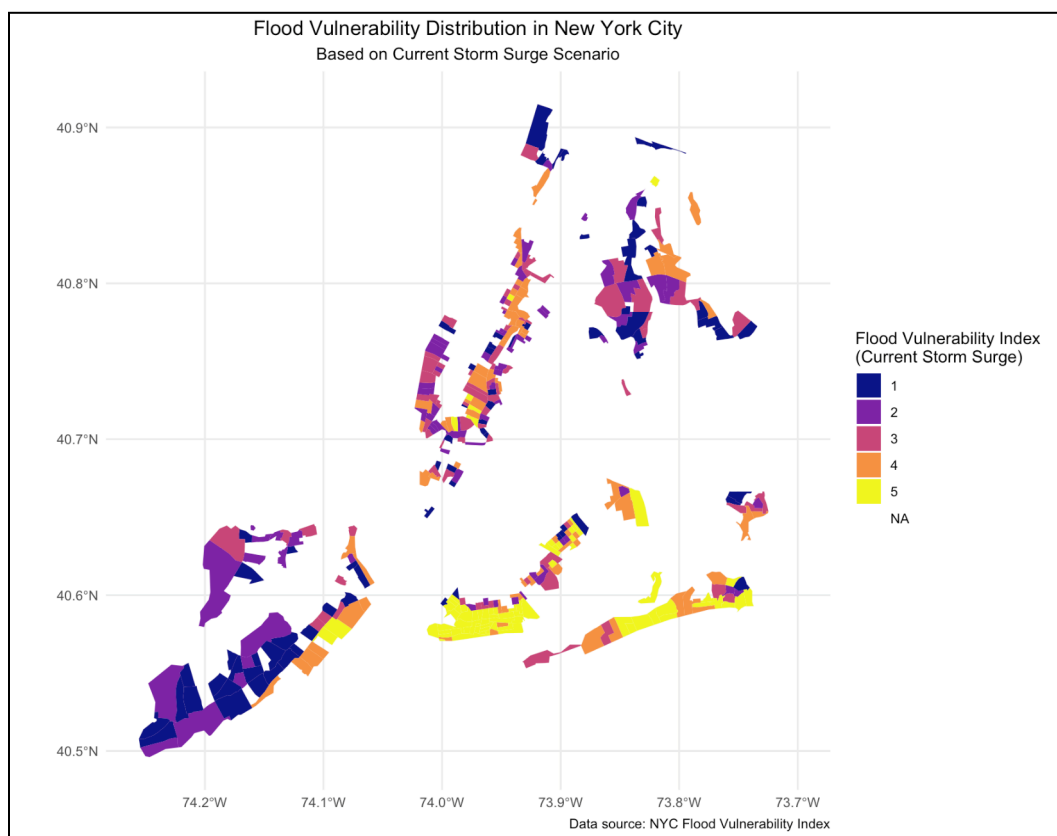 Flood Vulnerability Distribution in New York City
Based on Current Storm Surge Scenario
40.9°N
40.8°N
40.7°N
40.6°N
40.5°N
74.2°W
74.1°W
74.0°W
73.9°W
73.8°W
73.7°W
Flood Vulnerability Index
(Current Storm Surge)
1
2
3
4
5
NA
Data source: NYC Flood Vulnerability Index